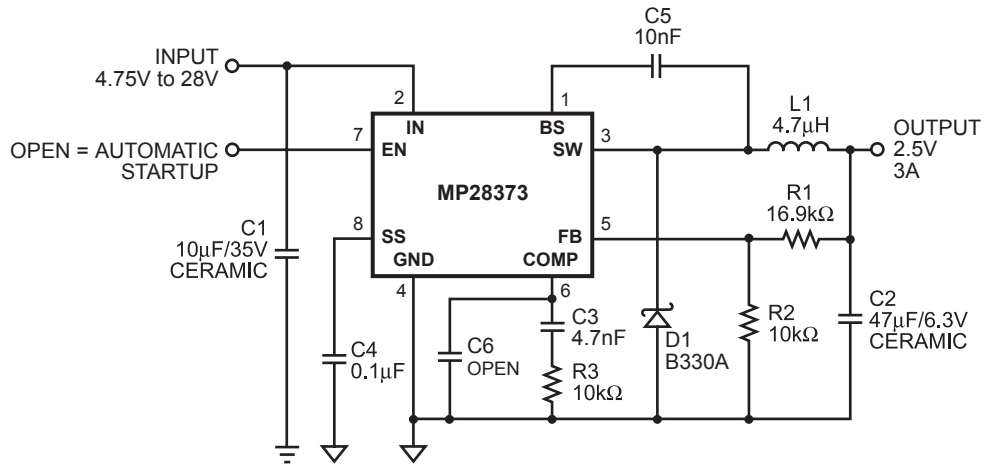 C5
10nF
INPUT
4.75V to 28V
2
1
IN
BS
L1
4.7µH
7
EN
3
SW
OPEN = AUTOMATIC
STARTUP
OUTPUT
2.5V
3A
MP28373
R1
16.9kΩ
8
SS
5
FB
C1
10µF/35V
CERAMIC
GND
COMP
4
6
C3
4.7nF
C2
47µF/6.3V
CERAMIC
R2
10kΩ
D1
B330A
C4
0.1µF
C6
OPEN
R3
10kΩ